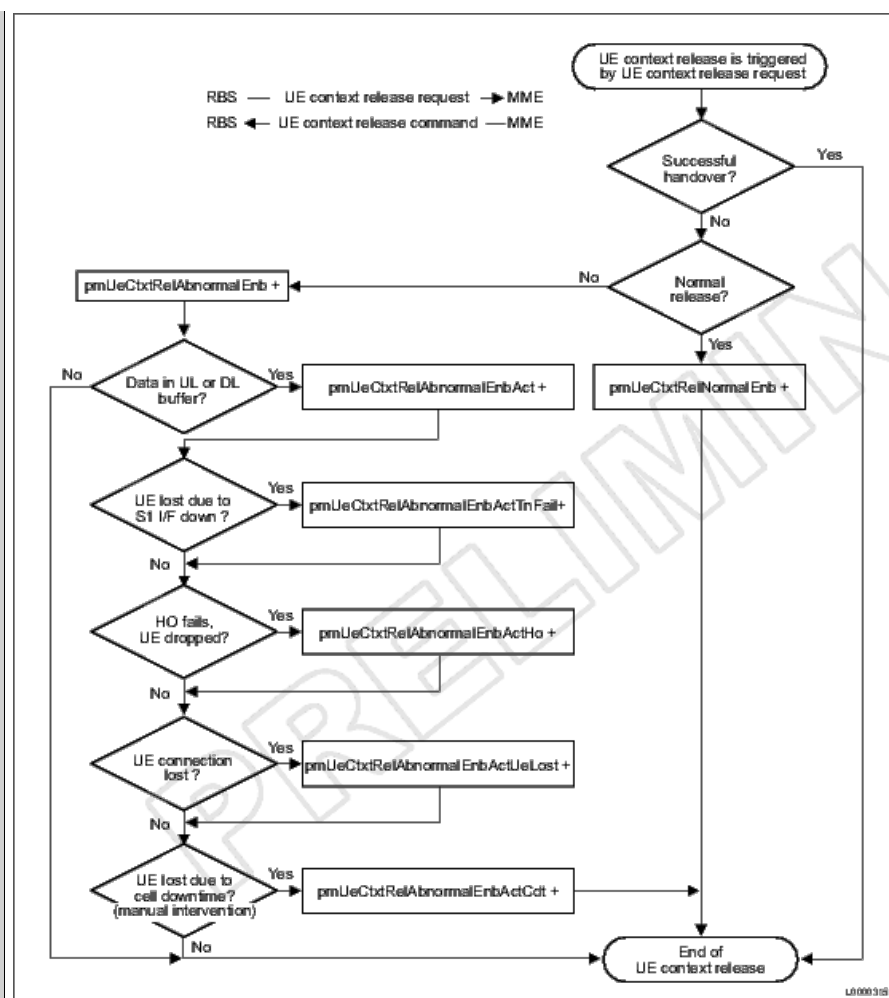 UE context release is triggered
by UE context release request
RBS — UE context release request → MME
RBS ← UE context release command — MME
Successful
handover?
Yes
No
Normal
release?
No
Yes
pmUeCtxtRelAbnormalEnb +
pmUeCtxtRelNormalEnb +
Data in UL or DL
buffer?
No
Yes
pmUeCtxtRelAbnormalEnbAct +
UE lost due to
S1 I/F down ?
Yes
pmUeCtxtRelAbnormalEnbActTnFail+
No
HO fails,
UE dropped?
Yes
pmUeCtxtRelAbnormalEnbActHo +
No
UE connection
lost ?
Yes
pmUeCtxtRelAbnormalEnbActUeLost +
No
UE lost due to
cell downtime?
(manual intervention)
Yes
pmUeCtxtRelAbnormalEnbActCdt +
No
End of
UE context release
PRELIMIN